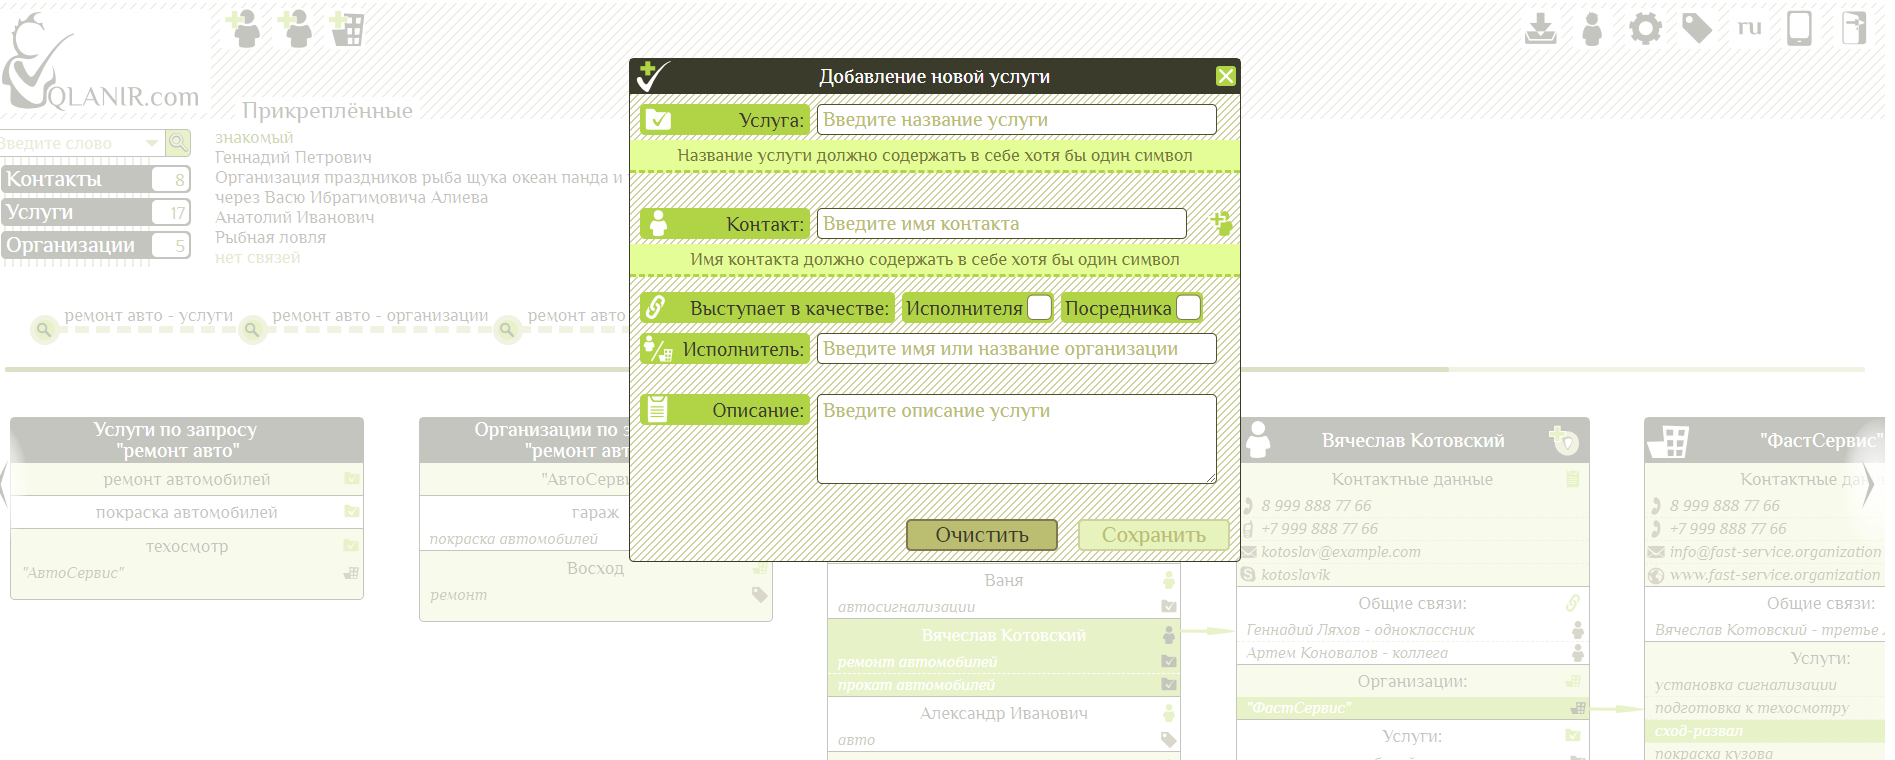 QLANIR.com
ru
Прикреплённые
Введите слово
Контакты 8
Услуги 17
Организации 5
знакомый
Геннадий Петрович
Организация праздников рыба щука океан панда и
через Васю Ибрагимовича Алиева
Анатолий Иванович
Рыбная ловля
нет связей
ремонт авто - услуги
ремонт авто - организации
ремонт авто
Добавление новой услуги
Услуга: Введите название услуги
Название услуги должно содержать в себе хотя бы один символ
Контакт: Введите имя контакта
Имя контакта должно содержать в себе хотя бы один символ
Выступает в качестве: Исполнителя Посредника
Исполнитель: Введите имя или название организации
Описание: Введите описание услуги
Очистить Сохранить
Услуги по запросу
"ремонт авто"
ремонт автомобилей
покраска автомобилей
техосмотр
"АвтоСервис"
Организации по з
"ремонт авт
"АвтоСерви
гараж
покраска автомобилей
Восход
ремонт
Ваня
автосигнализации
Вячеслав Котовский
ремонт автомобилей
прокат автомобилей
Александр Иванович
авто
Вячеслав Котовский
Контактные данные
8 999 888 77 66
+7 999 888 77 66
kotoslav@example.com
kotoslavik
Общие связи:
Геннадий Ляхов - одноклассник
Артем Коновалов - коллега
Организации:
"ФастСервис"
Услуги:
"ФастСервис"
Контактные дан
8 999 888 77 66
+7 999 888 77 66
info@fast-service.organization
www.fast-service.organization
Общие связи:
Вячеслав Котовский - третье
Услуги:
установка сигнализации
подготовка к техосмотру
сход-развал
покраска кузова